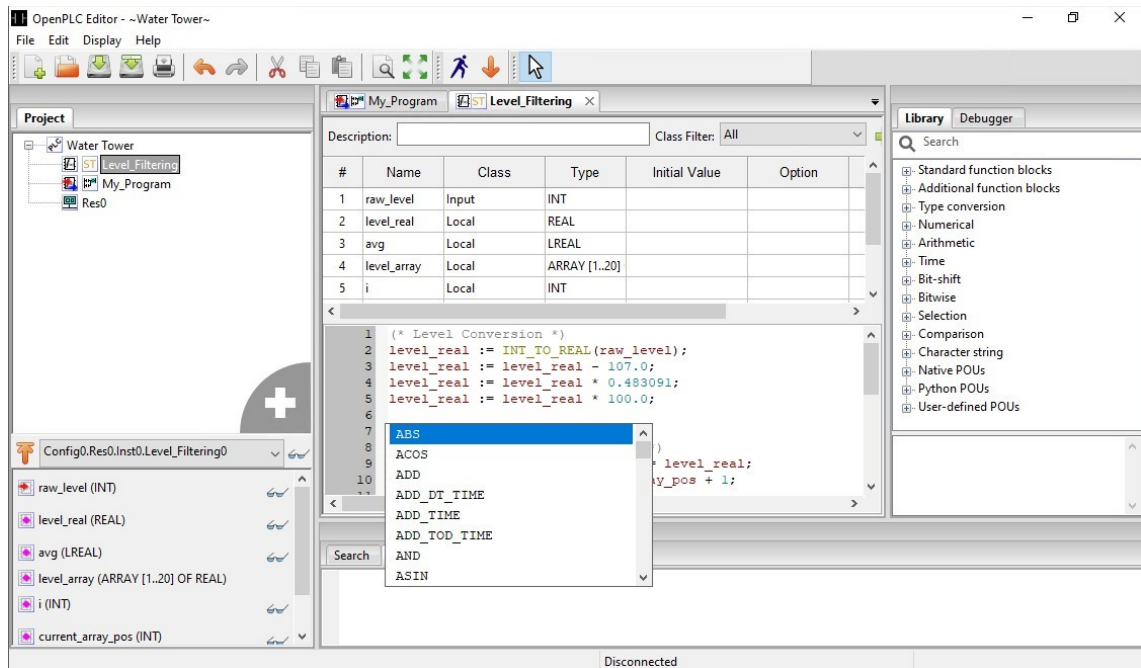 OpenPLC Editor - ~Water Tower~
File Edit Display Help
Project
Water Tower
ST Level_Filtering
My_Program
Res0
Config0.Res0.Inst0.Level_Filtering0
raw_level (INT)
level_real (REAL)
avg (LREAL)
level_array (ARRAY [1..20] OF REAL)
i (INT)
current_array_pos (INT)
My_Program ST Level_Filtering
Description: Class Filter: All
# Name Class Type Initial Value Option
1 raw_level Input INT
2 level_real Local REAL
3 avg Local LREAL
4 level_array Local ARRAY [1..20]
5 i Local INT
1 (* Level Conversion *)
2 level_real := INT_TO_REAL(raw_level);
3 level_real := level_real - 107.0;
4 level_real := level_real * 0.483091;
5 level_real := level_real * 100.0;
6
7
8 )
9 = level_real;
10 y_pos + 1;
ABS
ACOS
ADD
ADD_DT_TIME
ADD_TIME
ADD_TOD_TIME
AND
ASIN
Search
Library Debugger
Search
Standard function blocks
Additional function blocks
Type conversion
Numerical
Arithmetic
Time
Bit-shift
Bitwise
Selection
Comparison
Character string
Native POUs
Python POUs
User-defined POUs
Disconnected